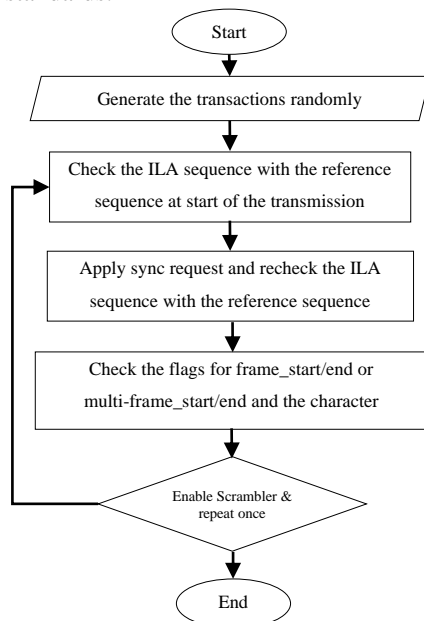 standards.
Start
Generate the transactions randomly
Check the ILA sequence with the reference
sequence at start of the transmission
Apply sync request and recheck the ILA
sequence with the reference sequence
Check the flags for frame_start/end or
multi-frame_start/end and the character
Enable Scrambler &
repeat once
End